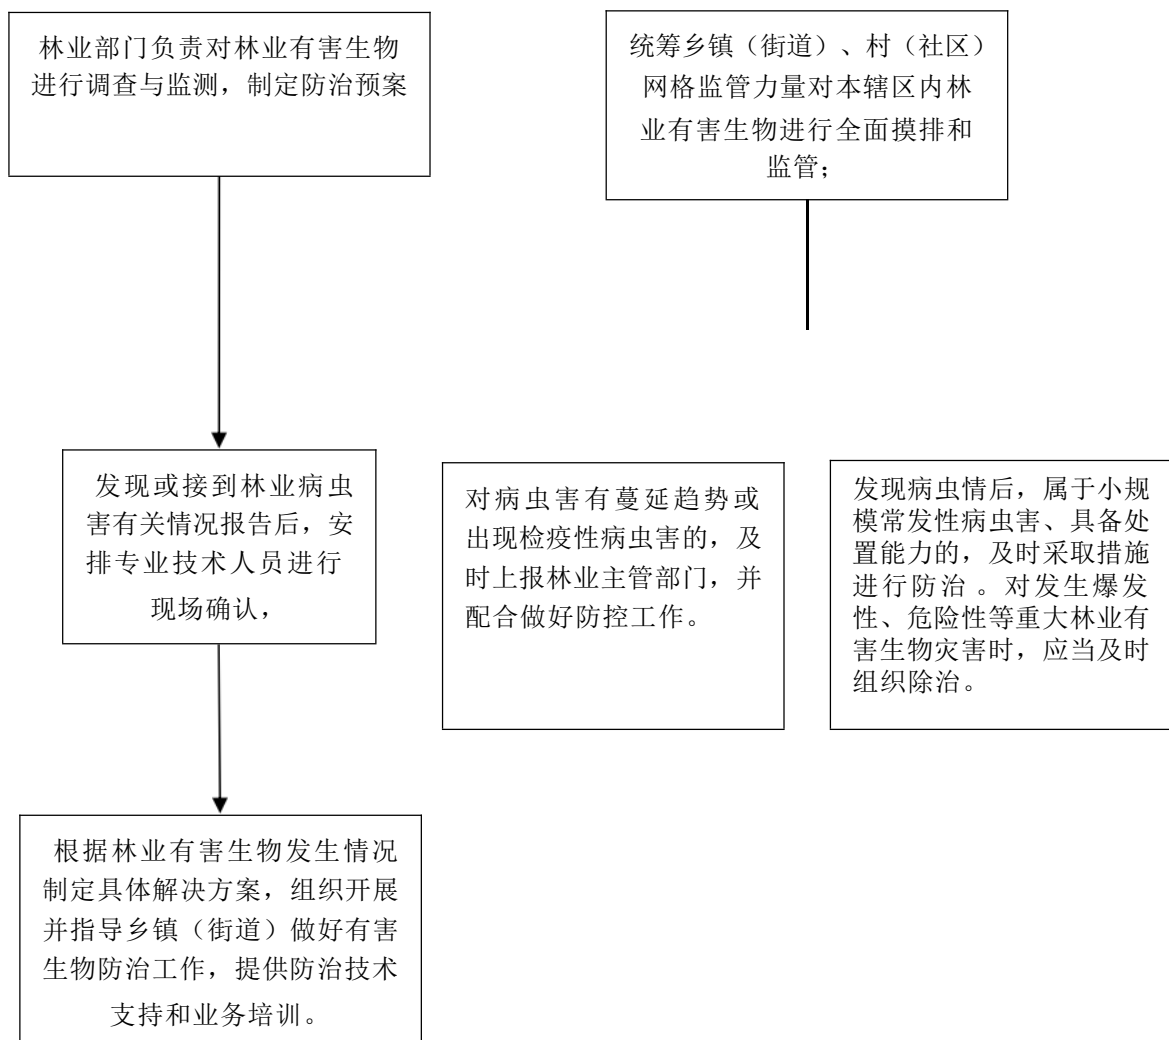 林业部门负责对林业有害生物
进行调查与监测，制定防治预案
统筹乡镇（街道）、村（社区）
网格监管力量对本辖区内林
业有害生物进行全面摸排和
监管；
发现或接到林业病虫
害有关情况报告后，安
排专业技术人员进行
现场确认，
对病虫害有蔓延趋势或
出现检疫性病虫害的，及
时上报林业主管部门，并
配合做好防控工作。
发现病虫情后，属于小规
模常发性病虫害、具备处
置能力的，及时采取措施
进行防治 。对发生爆发
性、危险性等重大林业有
害生物灾害时，应当及时
组织除治。
根据林业有害生物发生情况
制定具体解决方案，组织开展
并指导乡镇（街道）做好有害
生物防治工作，提供防治技术
支持和业务培训。